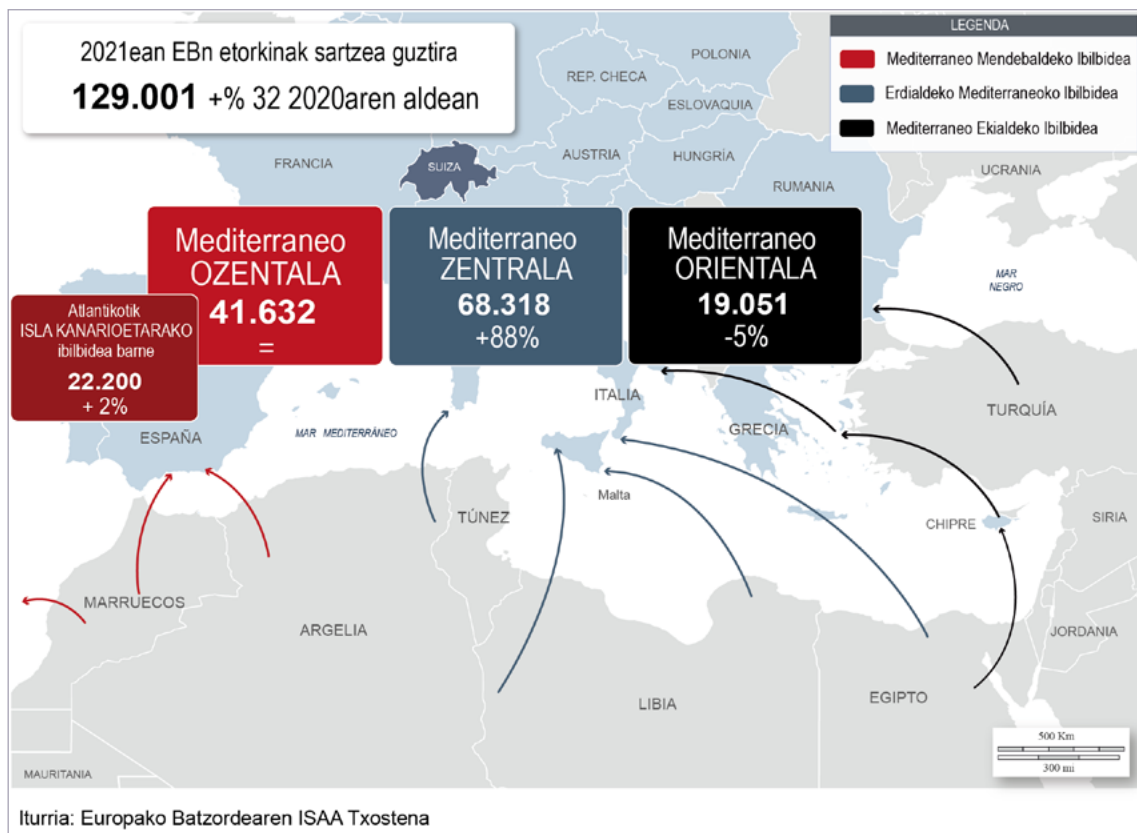 2021ean EBn etorkinak sartzea guztira
129.001 +% 32 2020aren aldean
LEGENDA
Mediterraneo Mendebaldeko Ibilbidea
Erdialdeko Mediterraneoko Ibilbidea
Mediterraneo Ekialdeko Ibilbidea
POLONIA
REP. CHECA
ESLOVAQUIA
FRANCIA
SUIZA
AUSTRIA
HUNGRÍA
RUMANIA
UCRANIA
Mediterraneo
OZENTALA
41.632
=
Mediterraneo
ZENTRALA
68.318
+88%
Mediterraneo
ORIENTALA
19.051
-5%
MAR
NEGRO
Atlantikotik
ISLA KANARIOETARAKO
ibilbidea barne
22.200
+ 2%
ESPAÑA
MAR MEDITERRÁNEO
ITALIA
GRECIA
TURQUÍA
Malta
TÚNEZ
CHIPRE
SIRIA
MARRUECOS
ARGELIA
LIBIA
EGIPTO
JORDANIA
MAURITANIA
500 Km
300 mi
Iturria: Europako Batzordearen ISAA Txostena